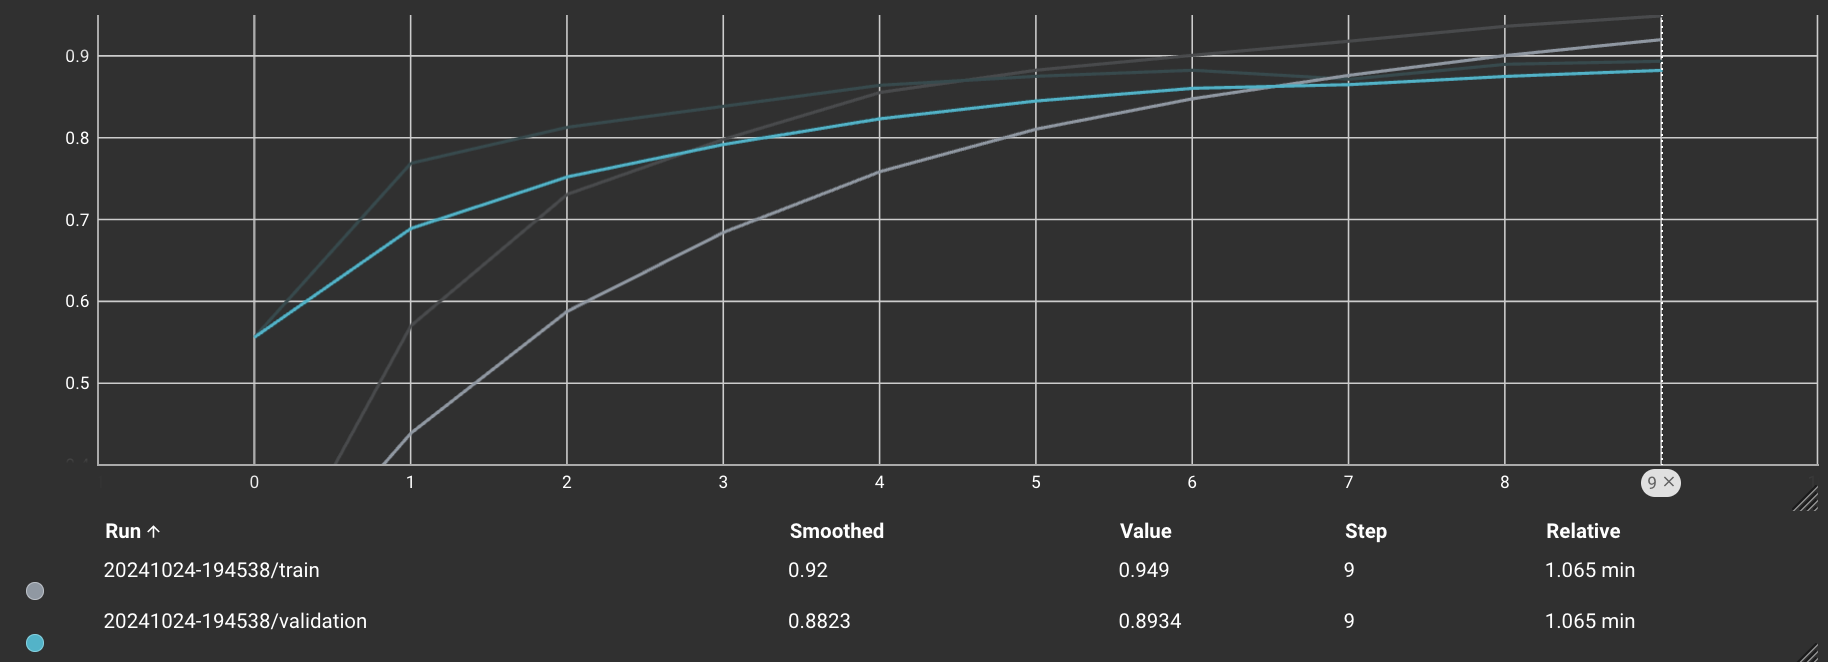 0.9
0.8
0.7
0.6
0.5
0 1 2 3 4 5 6 7 8 9 ×
Run ↑ Smoothed Value Step Relative
20241024-194538/train 0.92 0.949 9 1.065 min
20241024-194538/validation 0.8823 0.8934 9 1.065 min